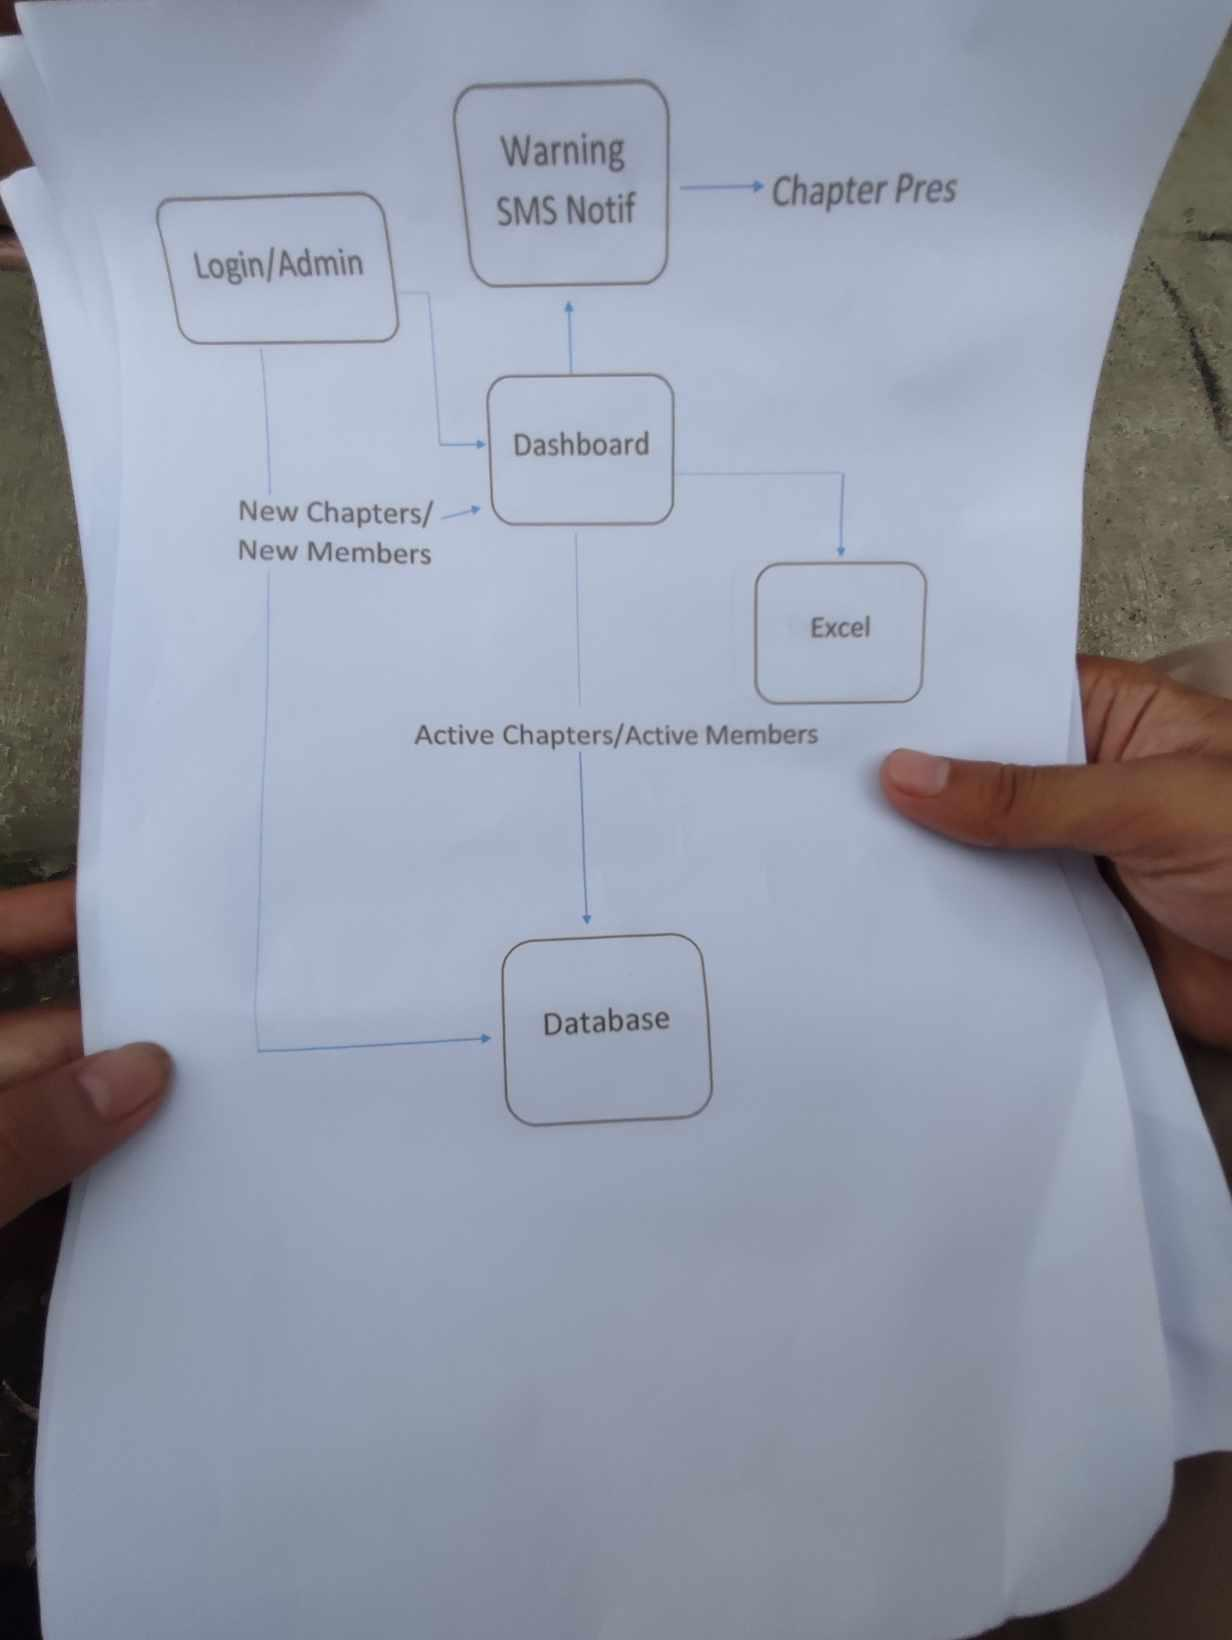 Warning
SMS Notif
Chapter Pres
Login/Admin
Dashboard
New Chapters/
New Members
Excel
Active Chapters/Active Members
Database